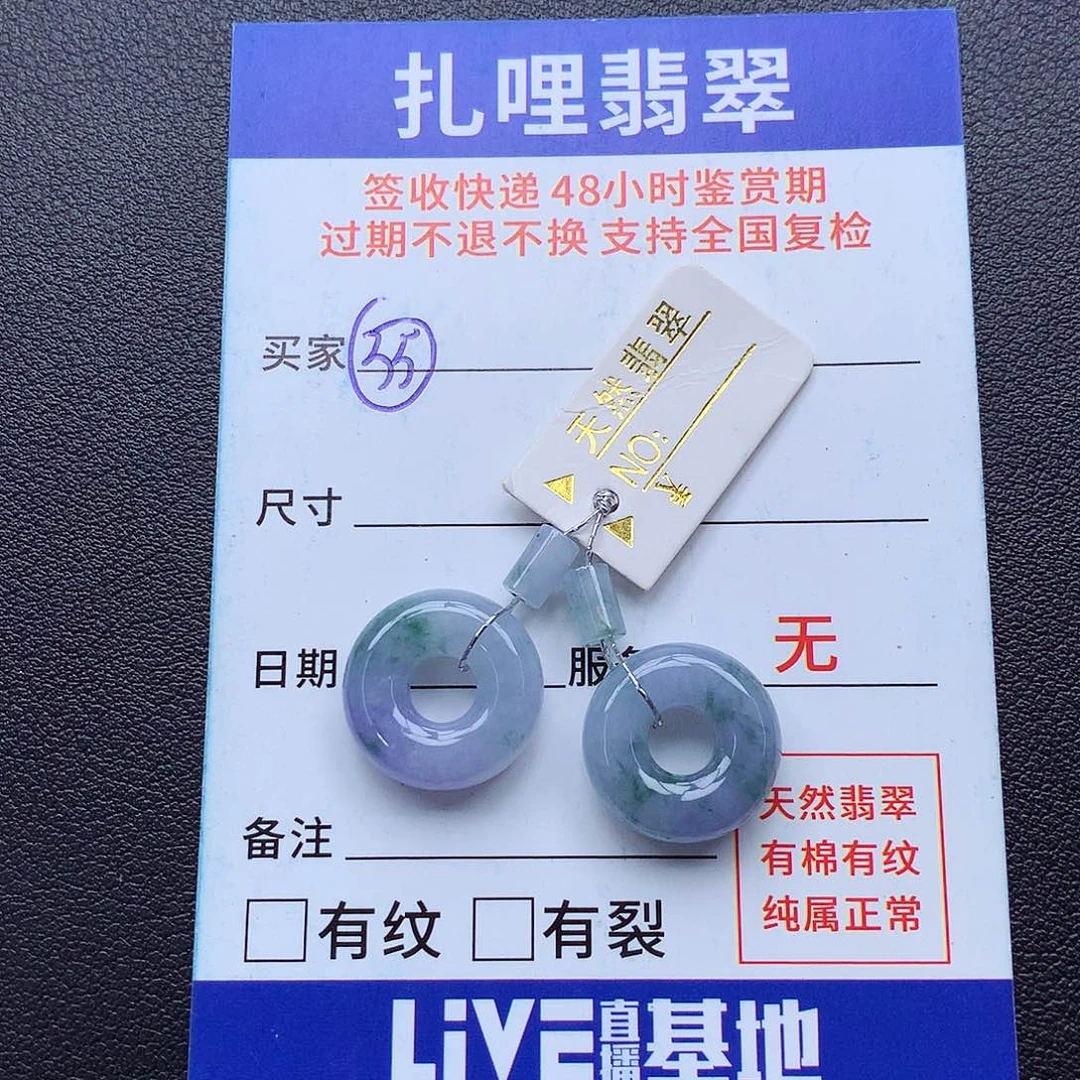 扎哩翡翠
签收快递 48小时鉴赏期
过期不退不换 支持全国复检
买家
天然翡翠
NO:
¥
尺寸
日期
服
无
备注
天然翡翠
有棉有纹
纯属正常
有纹 有裂
LiVE直播基地